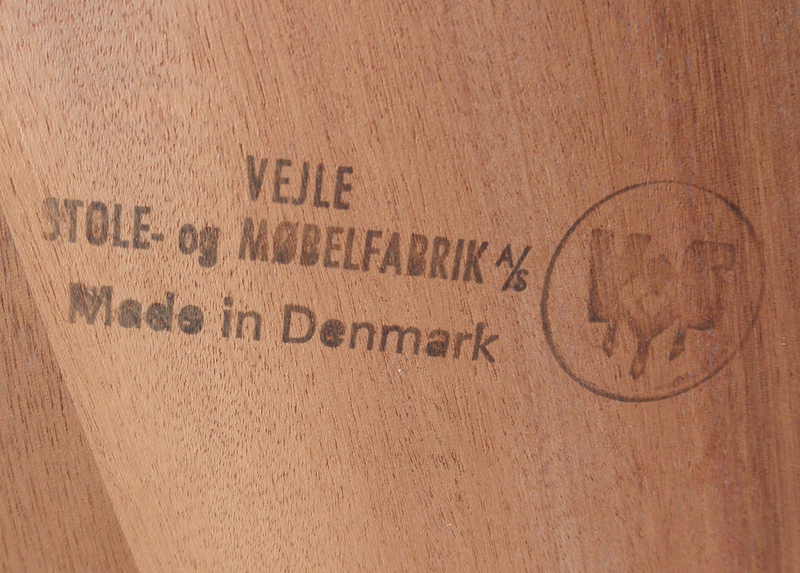 VEJLE
STOLE- og MØBELFABRIK A/S
Made in Denmark